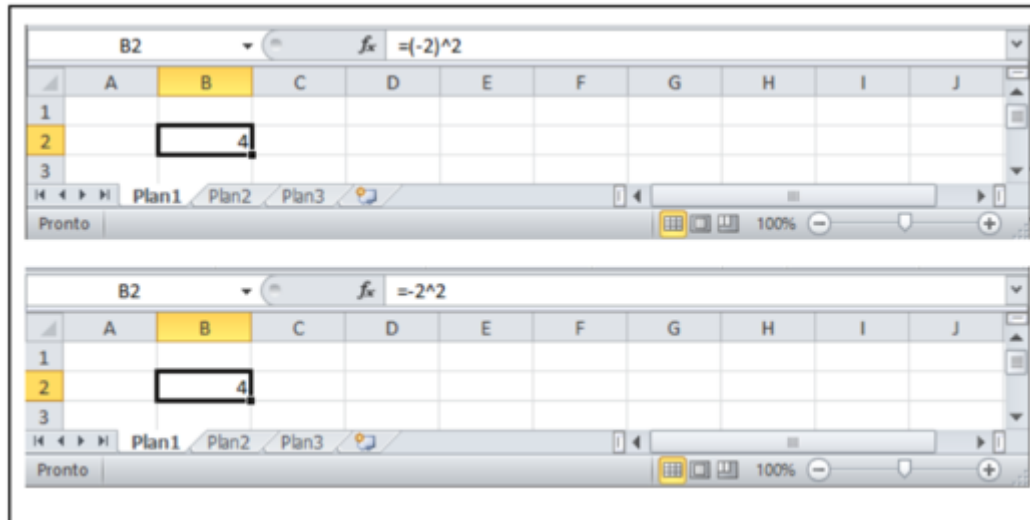 B2 fx =(-2)^2
A B C D E F G H I J
1
2 4
3
Plan1 Plan2 Plan3
Pronto 100%
B2 fx =-2^2
A B C D E F G H I J
1
2 4
3
Plan1 Plan2 Plan3
Pronto 100%